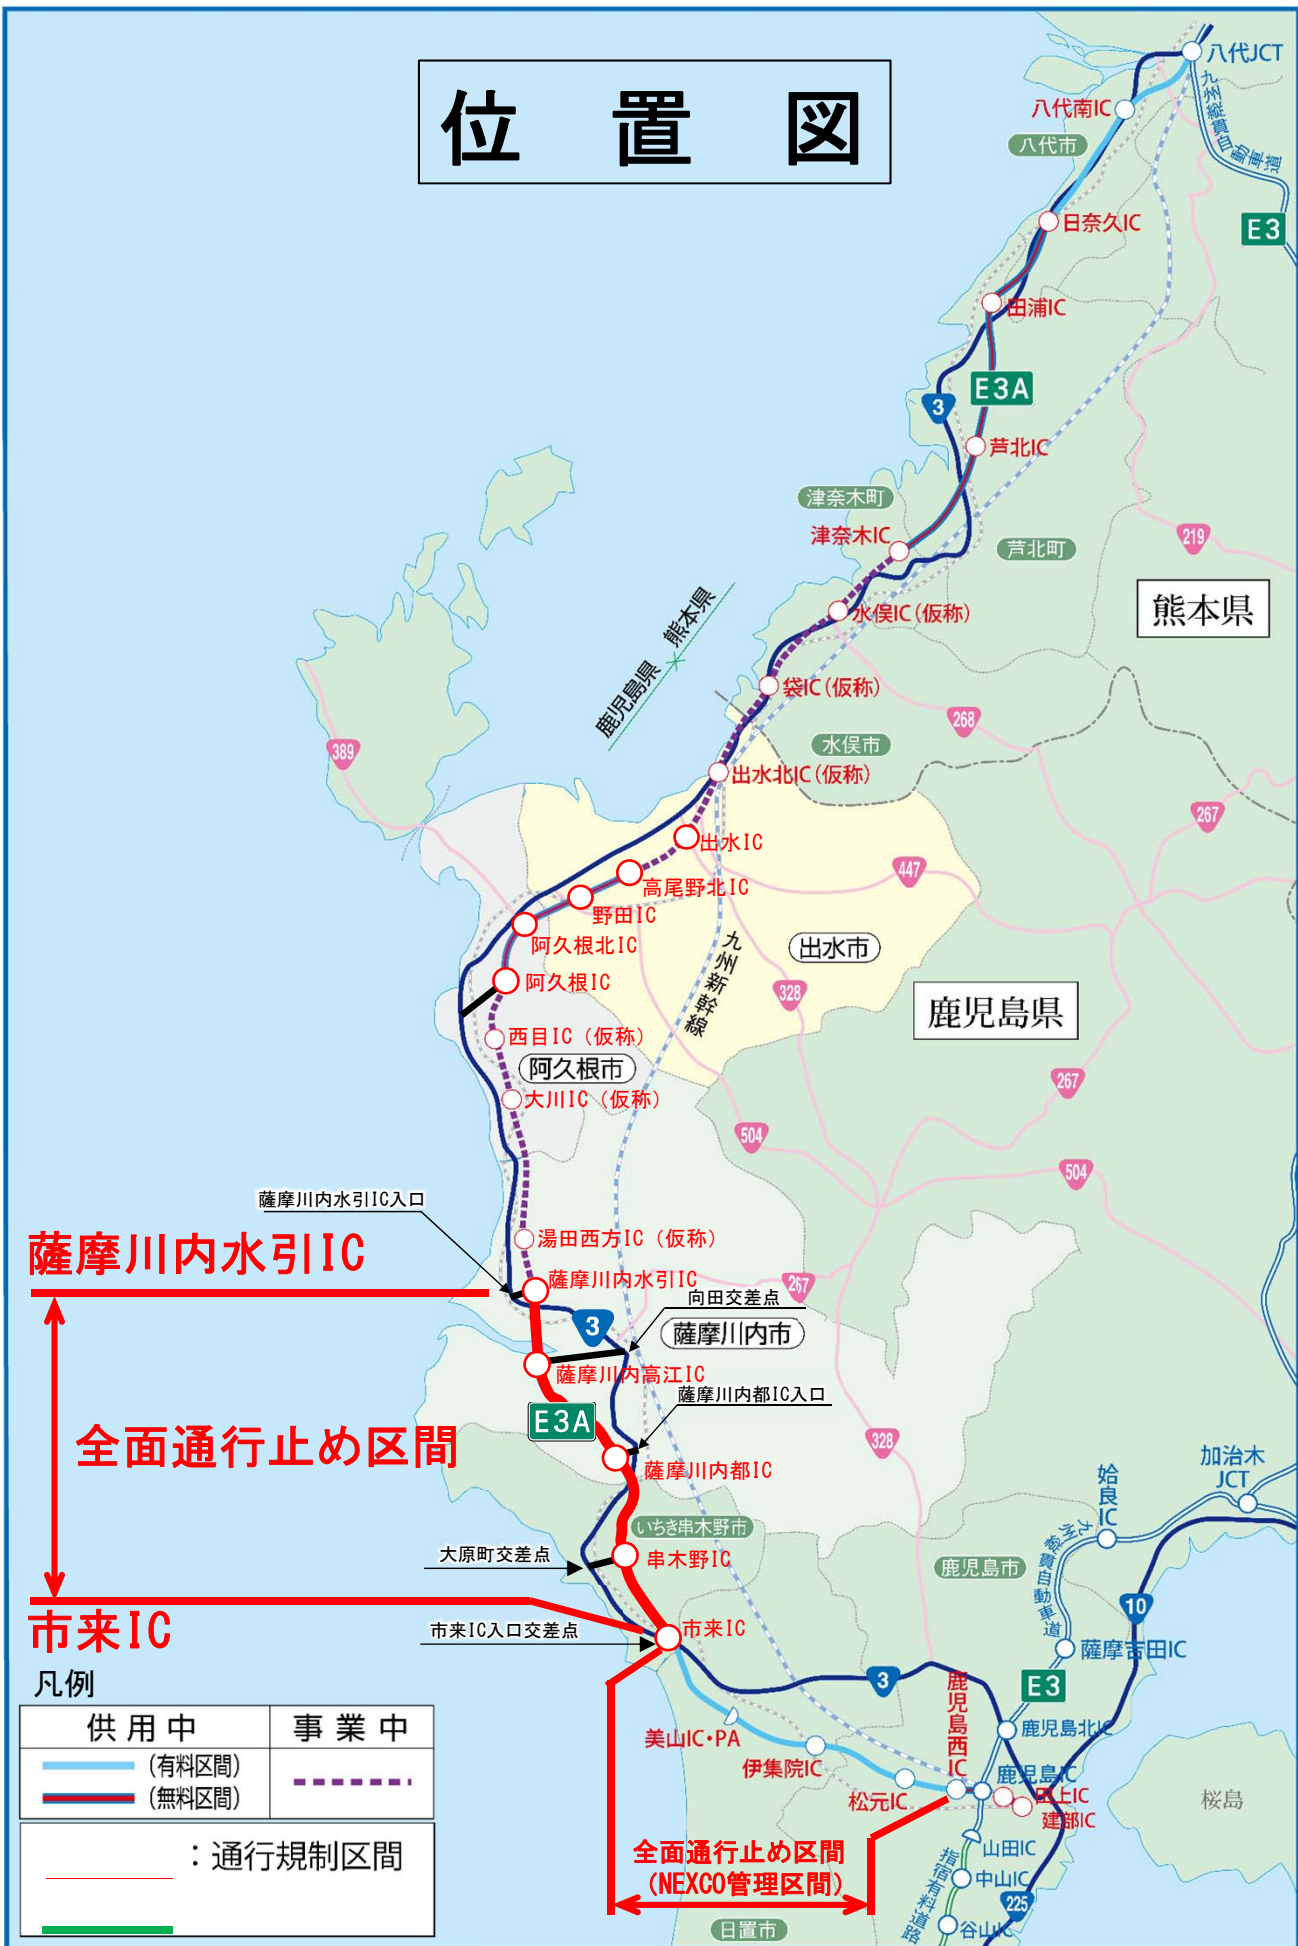 位 置 図
八代JCT
八代南IC
八代市
九州縦貫自動車道
日奈久IC
E3
田浦IC
E3A
3
芦北IC
津奈木町
津奈木IC
芦北町
219
熊本県
水俣IC(仮称)
鹿児島県
熊本県
袋IC(仮称)
268
389
水俣市
出水北IC(仮称)
267
出水IC
447
高尾野北IC
野田IC
阿久根北IC
九州新幹線
出水市
阿久根IC
328
鹿児島県
西目IC(仮称)
阿久根市
267
大川IC(仮称)
504
504
薩摩川内水引IC入口
湯田西方IC(仮称)
薩摩川内水引IC
薩摩川内水引IC
267
向田交差点
3
薩摩川内市
薩摩川内高江IC
薩摩川内都IC入口
E3A
全面通行止め区間
328
薩摩川内都IC
加治木
JCT
姶良IC
いちき串木野市
九州縦貫自動車道
大原町交差点
串木野IC
鹿児島市
10
市来IC
市来IC入口交差点
市来IC
薩摩吉田IC
凡例
3
E3
鹿児島西IC
供用中
事業中
美山IC・PA
鹿児島北IC
(有料区間)
伊集院IC
鹿児島IC
(無料区間)
松元IC
田上IC
桜島
建部IC
:通行規制区間
全面通行止め区間
(NEXCO管理区間)
山田IC
指宿有料道路
中山IC
225
日置市
谷山IC